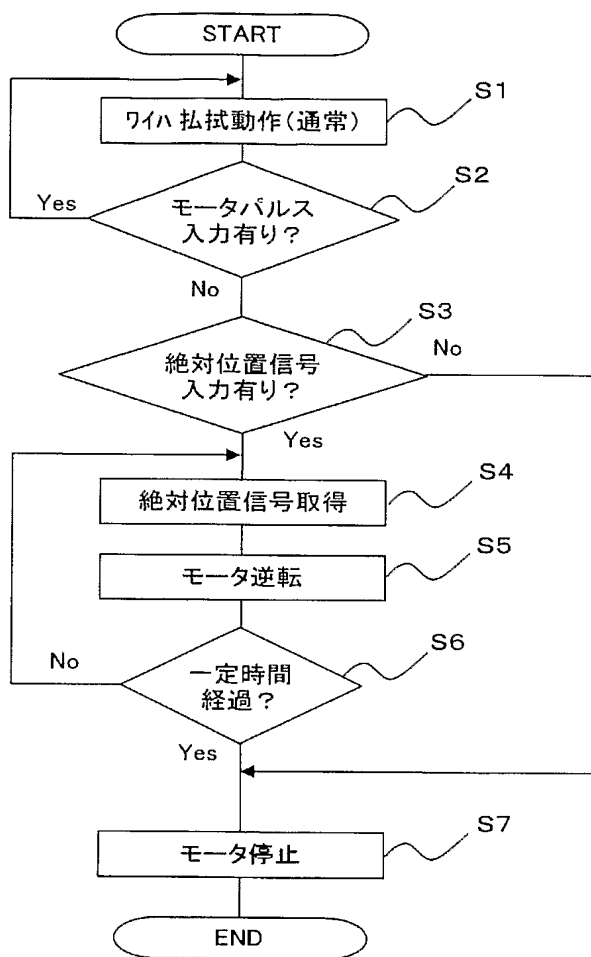 START
ワイハ 払拭動作(通常)
S1
モータパルス
入力有り?
S2
Yes
No
絶対位置信号
入力有り?
S3
No
Yes
絶対位置信号取得
S4
モータ逆転
S5
一定時間
経過?
S6
No
Yes
モータ停止
S7
END